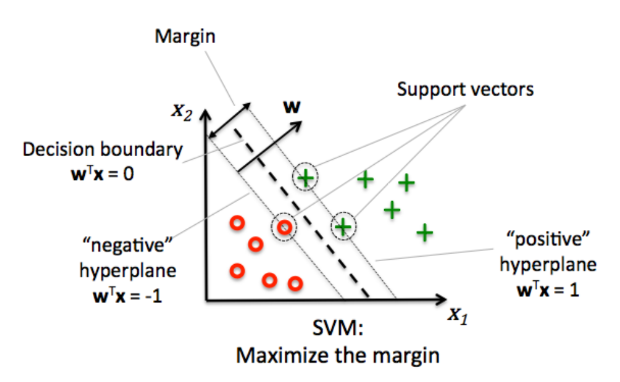 Margin
Support vectors
w
x₂
Decision boundary
wᵀx = 0
“negative”
hyperplane
wᵀx = -1
“positive”
hyperplane
wᵀx = 1
x₁
SVM:
Maximize the margin